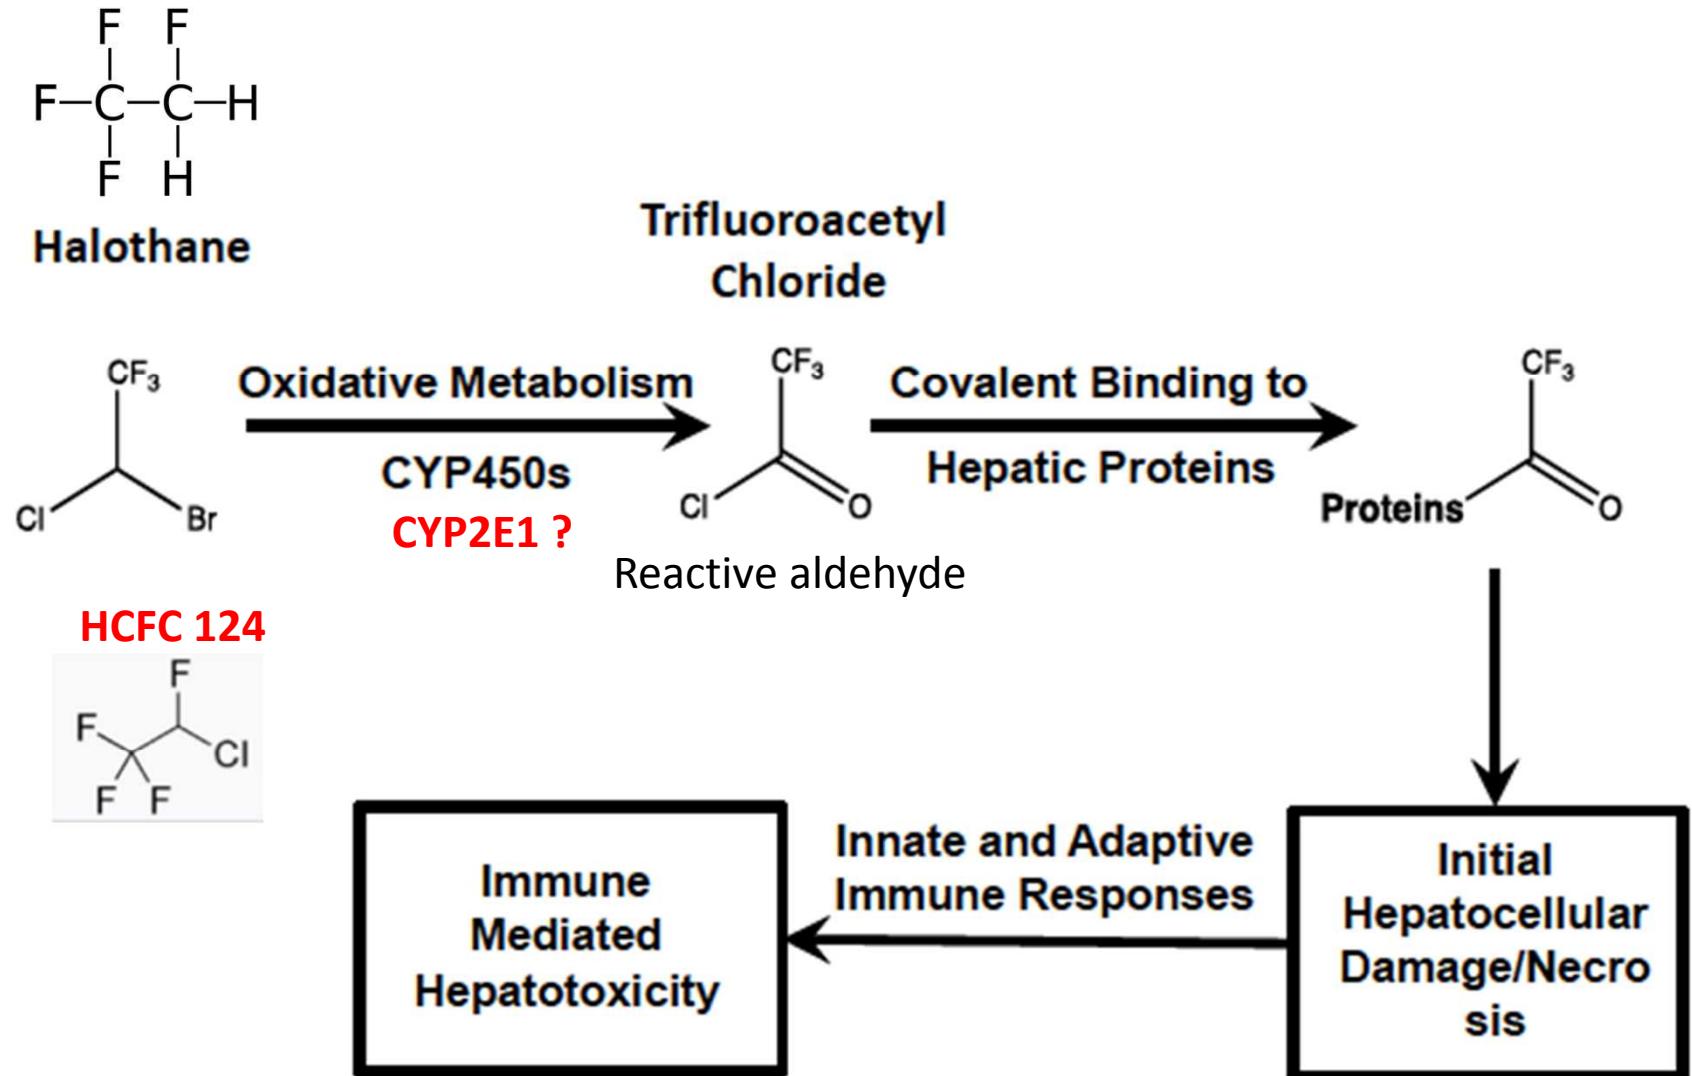 F F
F–C–C–H
F H
Halothane
Trifluoroacetyl
Chloride
CF3
Cl
Br
Oxidative Metabolism
CYP450s
CYP2E1 ?
CF3
Cl
O
Reactive aldehyde
Covalent Binding to
Hepatic Proteins
CF3
Proteins
O
HCFC 124
F
F
Cl
F F
Immune
Mediated
Hepatotoxicity
Innate and Adaptive
Immune Responses
Initial
Hepatocellular
Damage/Necro
sis